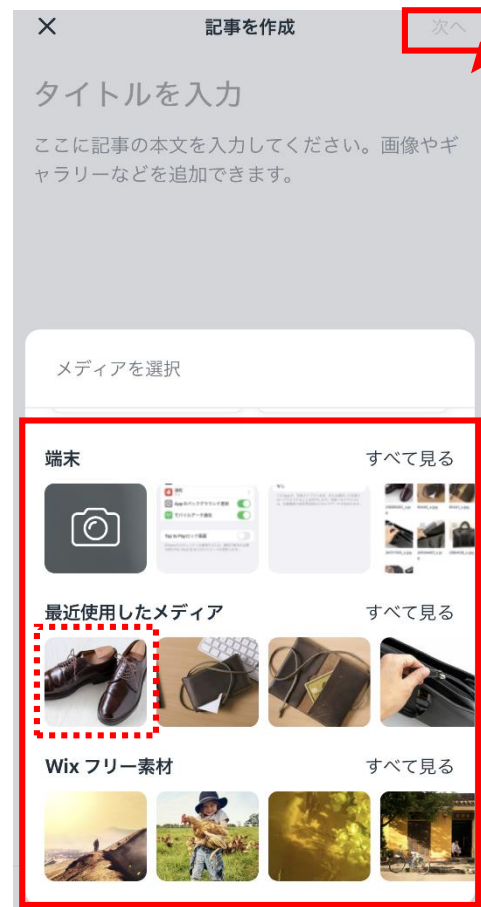 記事を作成
次へ
タイトルを入力
ここに記事の本文を入力してください。画像やギ
ャラリーなどを追加できます。
メディアを選択
端末 すべて見る
最近使用したメディア すべて見る
Wix フリー素材 すべて見る